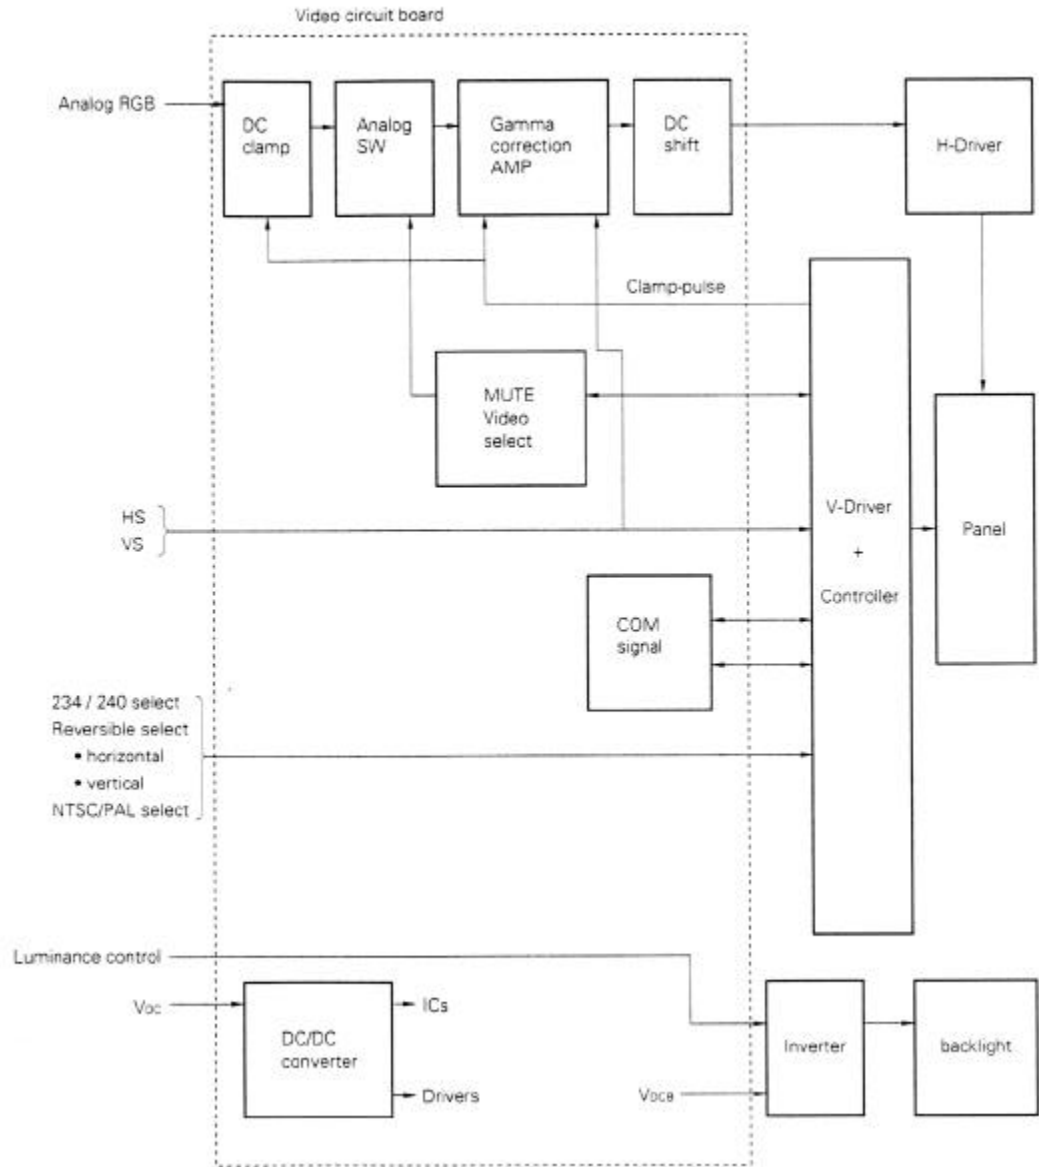 Video circuit board
Analog RGB
DC
clamp
Analog
SW
Gamma
correction
AMP
DC
shift
H-Driver
Clamp-pulse
MUTE
Video
select
HS
VS
V-Driver
+
Controller
Panel
COM
signal
234 / 240 select
Reversible select
• horizontal
• vertical
NTSC/PAL select
Luminance control
VDC
DC/DC
converter
ICs
Drivers
VDCB
Inverter
backlight